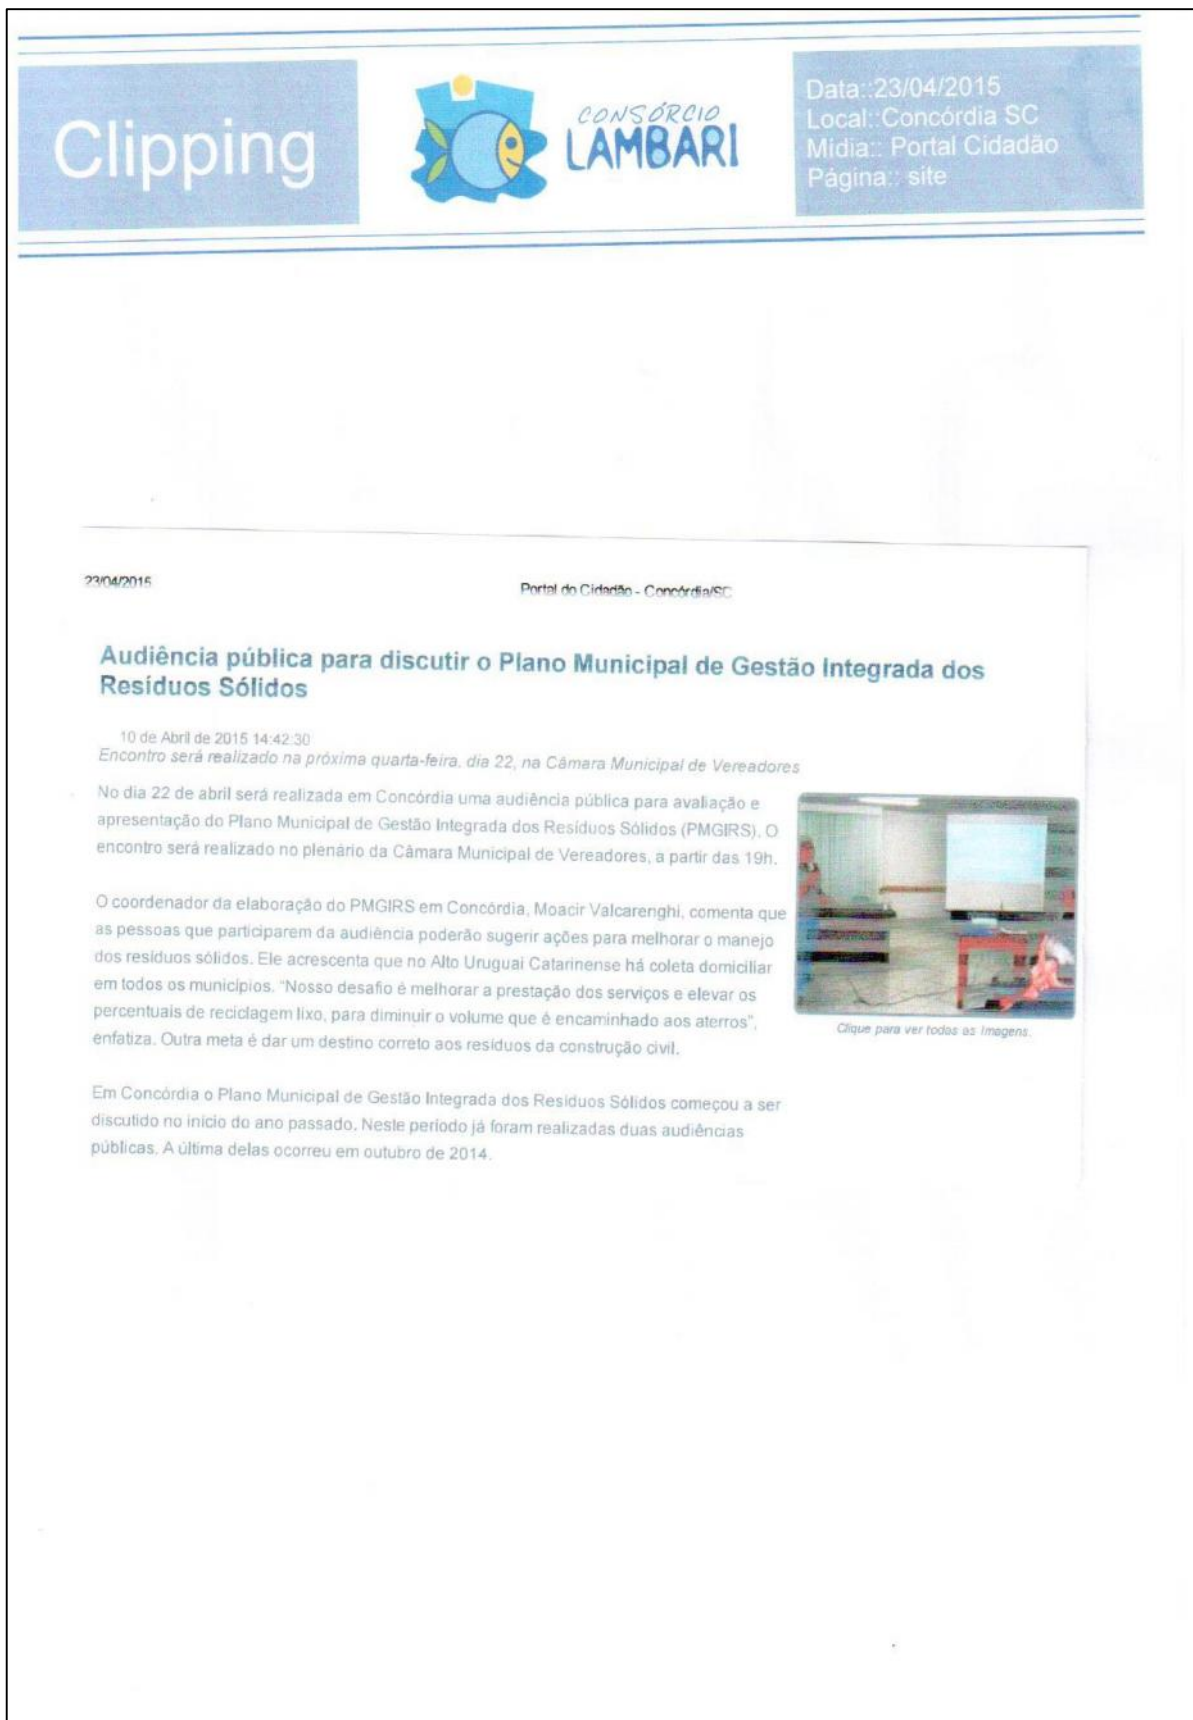 Clipping
CONSÓRCIO
LAMBARI
Data::23/04/2015
Local::Concórdia SC
Mídia:: Portal Cidadão
Página:: site
23/04/2015
Portal do Cidadão - Concórdia/SC
Audiência pública para discutir o Plano Municipal de Gestão Integrada dos
Resíduos Sólidos
10 de Abril de 2015 14:42:30
Encontro será realizado na próxima quarta-feira, dia 22, na Câmara Municipal de Vereadores
No dia 22 de abril será realizada em Concórdia uma audiência pública para avaliação e
apresentação do Plano Municipal de Gestão Integrada dos Resíduos Sólidos (PMGIRS). O
encontro será realizado no plenário da Câmara Municipal de Vereadores, a partir das 19h.
O coordenador da elaboração do PMGIRS em Concórdia, Moacir Valcarenghi, comenta que
as pessoas que participarem da audiência poderão sugerir ações para melhorar o manejo
dos resíduos sólidos. Ele acrescenta que no Alto Uruguai Catarinense há coleta domiciliar
em todos os municípios. "Nosso desafio é melhorar a prestação dos serviços e elevar os
percentuais de reciclagem lixo, para diminuir o volume que é encaminhado aos aterros",
enfatiza. Outra meta é dar um destino correto aos resíduos da construção civil.
Clique para ver todas as Imagens.
Em Concórdia o Plano Municipal de Gestão Integrada dos Resíduos Sólidos começou a ser
discutido no início do ano passado. Neste período já foram realizadas duas audiências
públicas. A última delas ocorreu em outubro de 2014.